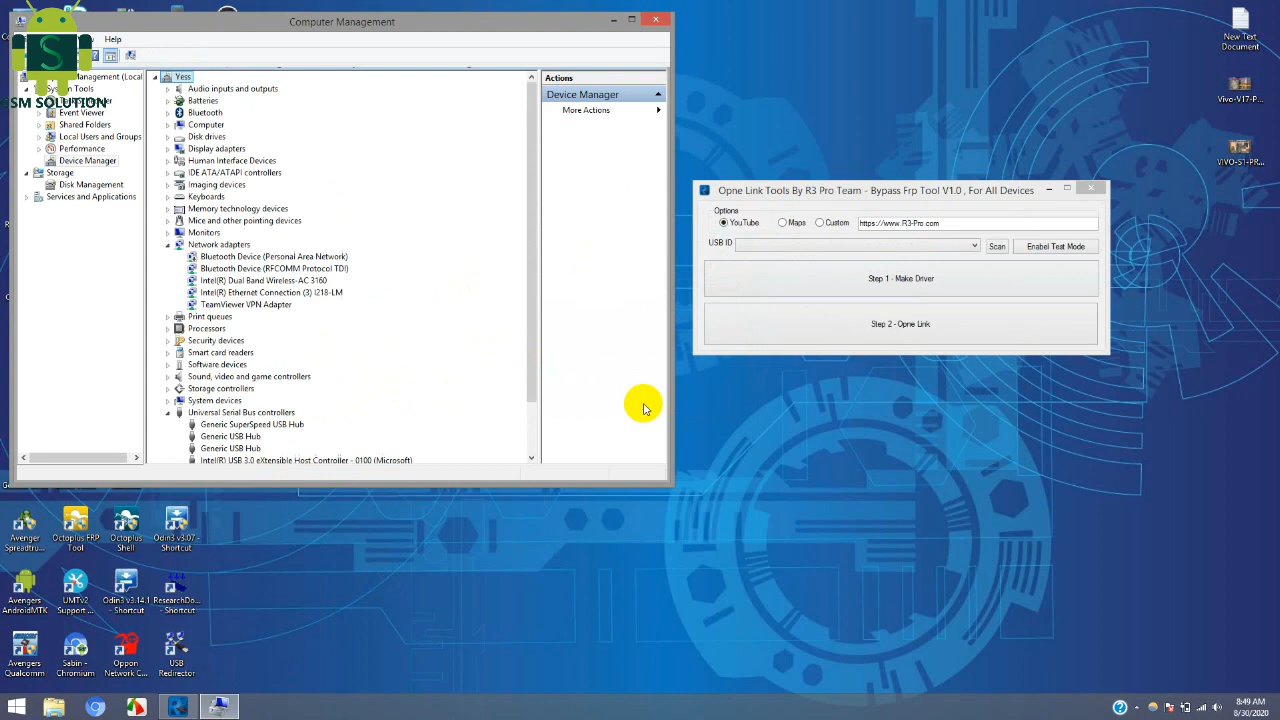 Computer Management
Help
S
SM SOLUTION
Management (Local
System Tools
Event Viewer
Shared Folders
Local Users and Groups
Performance
Device Manager
Storage
Disk Management
Services and Applications
Yess
Audio inputs and outputs
Batteries
Bluetooth
Computer
Disk drives
Display adapters
Human Interface Devices
IDE ATA/ATAPI controllers
Imaging devices
Keyboards
Memory technology devices
Mice and other pointing devices
Monitors
Network adapters
Bluetooth Device (Personal Area Network)
Bluetooth Device (RFCOMM Protocol TDI)
Intel(R) Dual Band Wireless-AC 3160
Intel(R) Ethernet Connection (3) I218-LM
TeamViewer VPN Adapter
Print queues
Processors
Security devices
Smart card readers
Software devices
Sound, video and game controllers
Storage controllers
System devices
Universal Serial Bus controllers
Generic SuperSpeed USB Hub
Generic USB Hub
Generic USB Hub
Intel(R) USB 3.0 eXtensible Host Controller - 0100 (Microsoft)
Actions
Device Manager
More Actions
Opne Link Tools By R3 Pro Team - Bypass Frp Tool V1.0 , For All Devices
Options
YouTube
Maps
Custom
https://www.R3-Pro.com
USB ID
Scan
Enabel Test Mode
Step 1 - Make Driver
Step 2 - Opne Link
New Text
Document
Vivo-V17-P...
VIVO-S1-PR...
Avenger
Spreadtru...
Octoplus FRP
Tool
Octoplus
Shell
Odin3 v3.07 -
Shortcut
Avengers
AndroidMTK
UMTv2
Support ...
Odin3 v3.14.1
- Shortcut
ResearchDo...
- Shortcut
Avengers
Qualcomm
Sabin -
Chromium
Oppon
Network C...
USB
Redirector
8:49 AM
8/30/2020